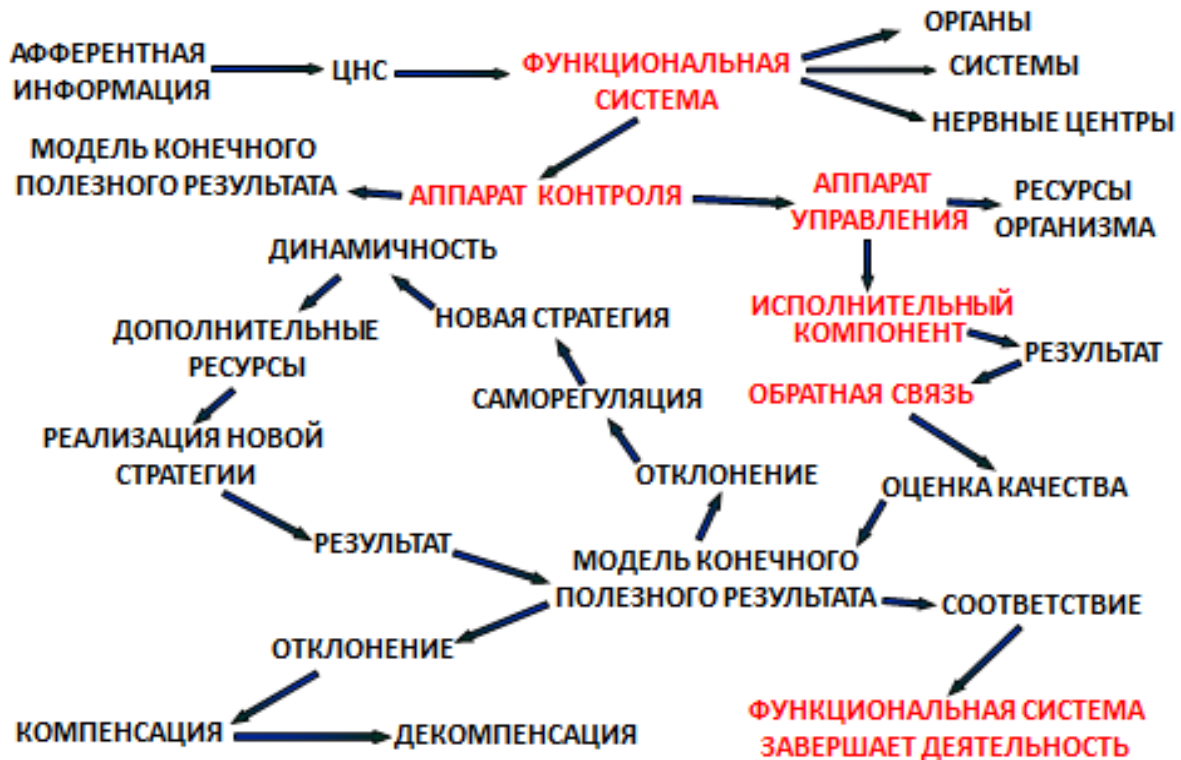 АФФЕРЕНТНАЯ
ИНФОРМАЦИЯ
ЦНС
ФУНКЦИОНАЛЬНАЯ
СИСТЕМА
ОРГАНЫ
СИСТЕМЫ
НЕРВНЫЕ ЦЕНТРЫ
МОДЕЛЬ КОНЕЧНОГО
ПОЛЕЗНОГО РЕЗУЛЬТАТА
АППАРАТ КОНТРОЛЯ
АППАРАТ
УПРАВЛЕНИЯ
РЕСУРСЫ
ОРГАНИЗМА
ДИНАМИЧНОСТЬ
НОВАЯ СТРАТЕГИЯ
ИСПОЛНИТЕЛЬНЫЙ
КОМПОНЕНТ
ДОПОЛНИТЕЛЬНЫЕ
РЕСУРСЫ
РЕЗУЛЬТАТ
САМОРЕГУЛЯЦИЯ
ОБРАТНАЯ СВЯЗЬ
РЕАЛИЗАЦИЯ НОВОЙ
СТРАТЕГИИ
ОТКЛОНЕНИЕ
ОЦЕНКА КАЧЕСТВА
РЕЗУЛЬТАТ
МОДЕЛЬ КОНЕЧНОГО
ПОЛЕЗНОГО РЕЗУЛЬТАТА
СООТВЕТСТВИЕ
ОТКЛОНЕНИЕ
КОМПЕНСАЦИЯ
ДЕКОМПЕНСАЦИЯ
ФУНКЦИОНАЛЬНАЯ СИСТЕМА
ЗАВЕРШАЕТ ДЕЯТЕЛЬНОСТЬ